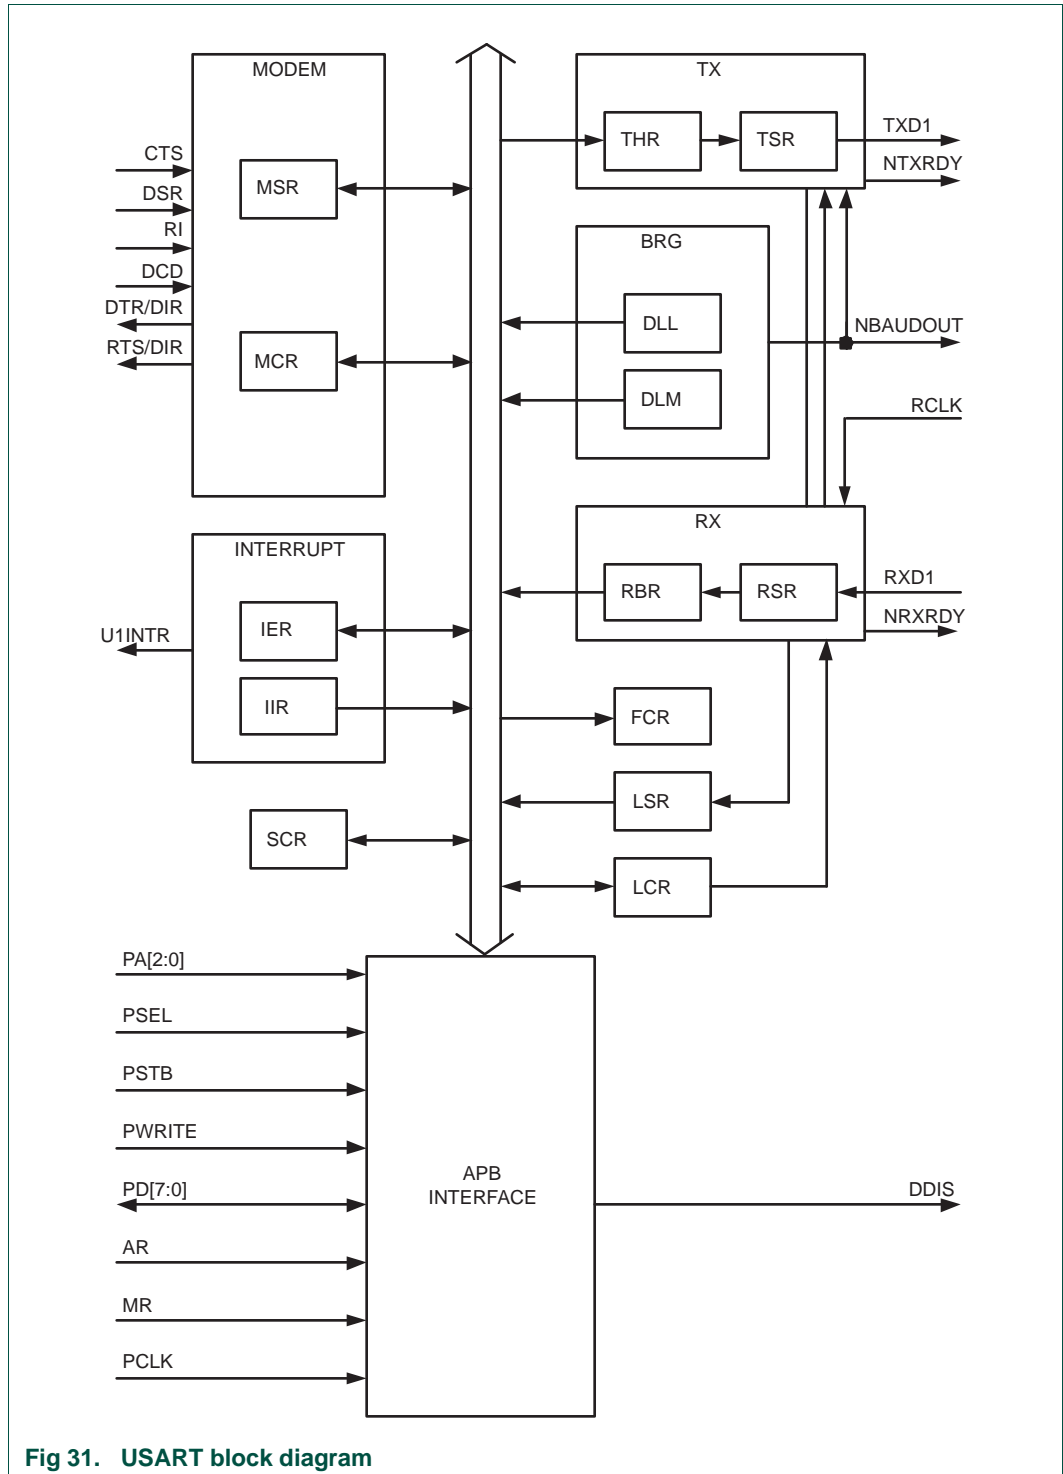 MODEM
MSR
MCR
CTS
DSR
RI
DCD
DTR/DIR
RTS/DIR
TX
THR
TSR
TXD1
NTXRDY
BRG
DLL
DLM
NBAUDOUT
RCLK
RX
RBR
RSR
RXD1
NRXRDY
INTERRUPT
IER
IIR
U1INTR
FCR
LSR
LCR
SCR
PA[2:0]
PSEL
PSTB
PWRITE
PD[7:0]
AR
MR
PCLK
APB
INTERFACE
DDIS
Fig 31. USART block diagram